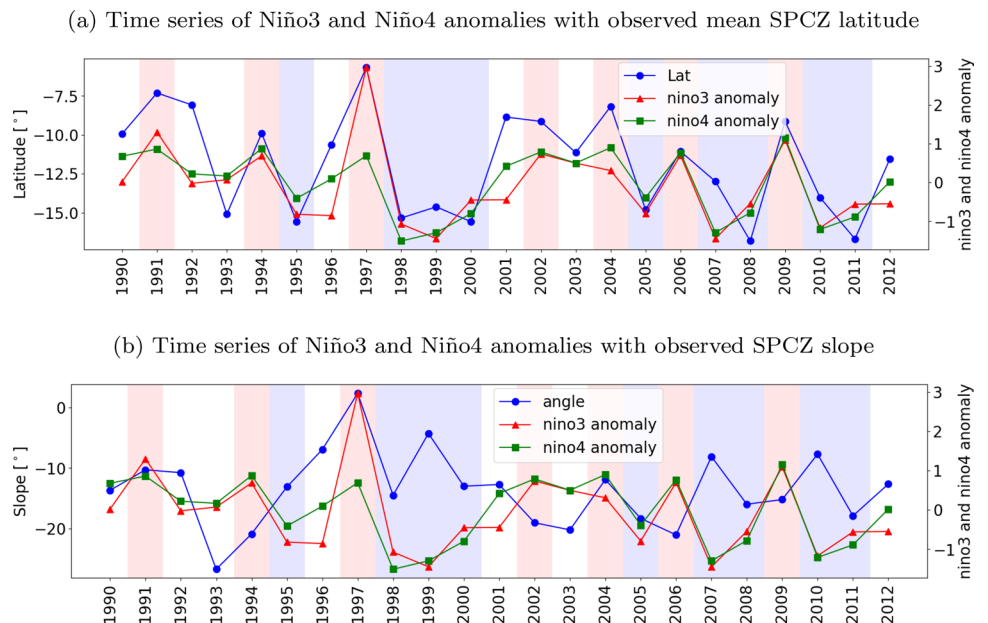 (a) Time series of Niño3 and Niño4 anomalies with observed mean SPCZ latitude
Latitude [°]
−7.5
−10.0
−12.5
−15.0
Lat
nino3 anomaly
nino4 anomaly
3
2
1
0
−1
nino3 and nino4 anomaly
1990 1991 1992 1993 1994 1995 1996 1997 1998 1999 2000 2001 2002 2003 2004 2005 2006 2007 2008 2009 2010 2011 2012
(b) Time series of Niño3 and Niño4 anomalies with observed SPCZ slope
Slope [°]
0
−10
−20
angle
nino3 anomaly
nino4 anomaly
3
2
1
0
−1
nino3 and nino4 anomaly
1990 1991 1992 1993 1994 1995 1996 1997 1998 1999 2000 2001 2002 2003 2004 2005 2006 2007 2008 2009 2010 2011 2012